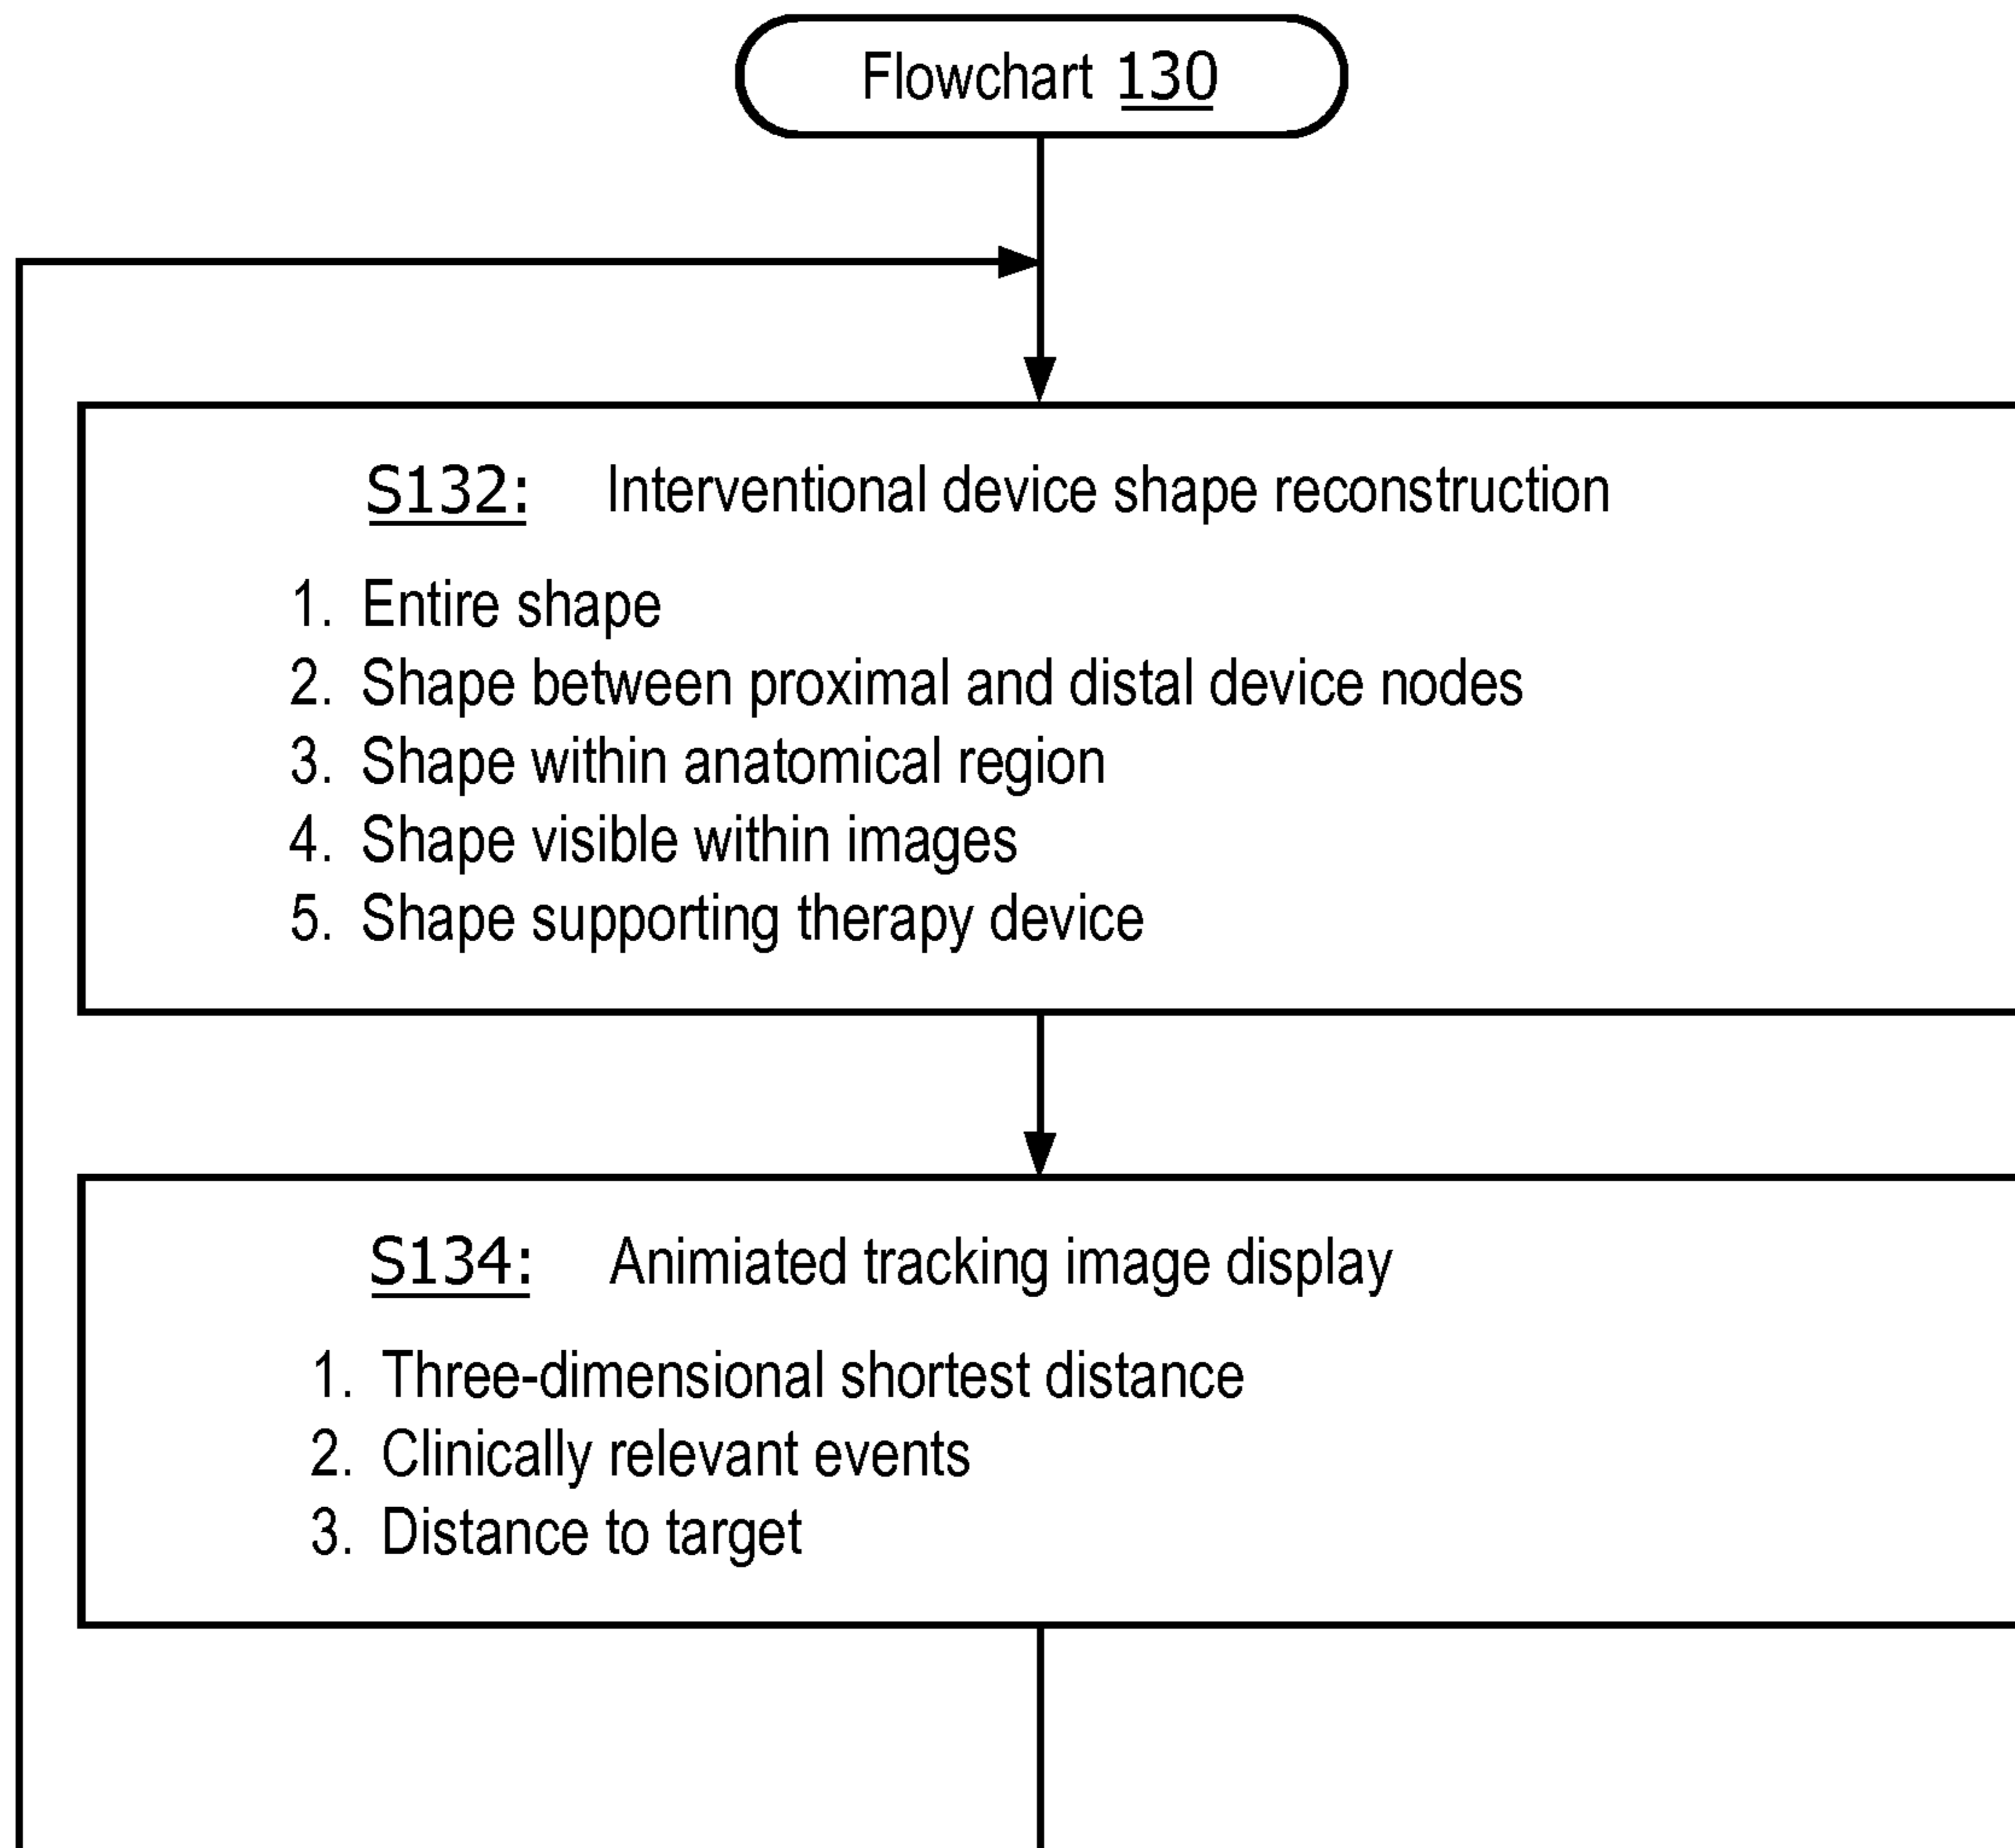 Flowchart 130
S132: Interventional device shape reconstruction
1. Entire shape
2. Shape between proximal and distal device nodes
3. Shape within anatomical region
4. Shape visible within images
5. Shape supporting therapy device
S134: Animiated tracking image display
1. Three-dimensional shortest distance
2. Clinically relevant events
3. Distance to target